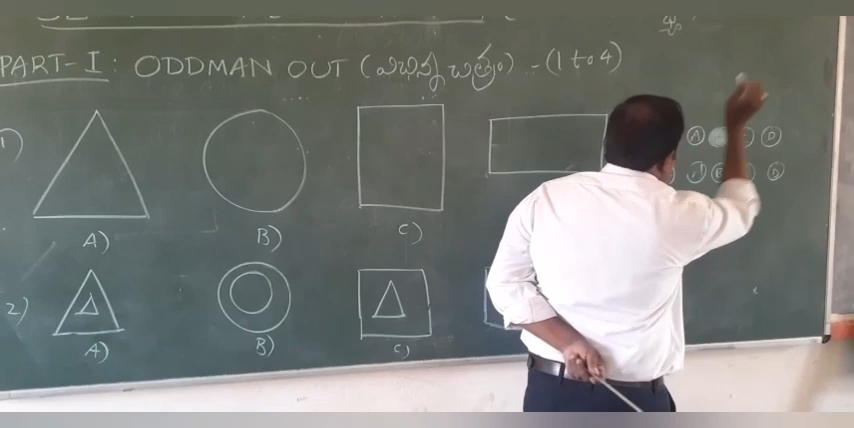 PART-I: ODDMAN OUT (విభిన్న చిత్రం) - (1 to 4)
1)
A) B) C)
A D
2)
A) B) C)